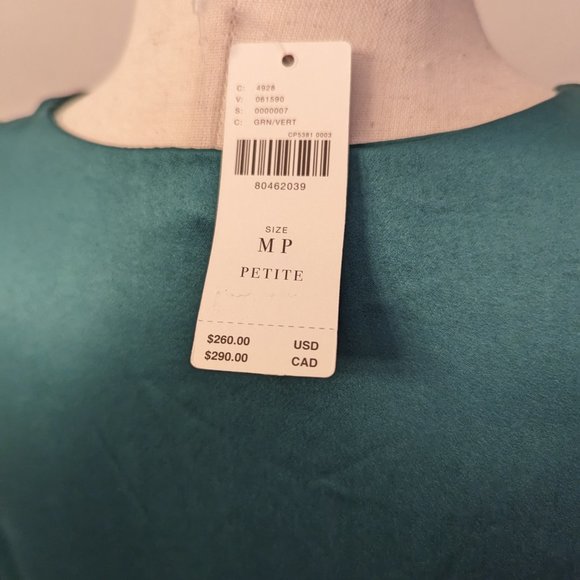 C: 4928
V: 061590
S: 0000007
C: GRN/VERT
CP5381 0003
80462039
SIZE
M P
PETITE
$260.00 USD
$290.00 CAD